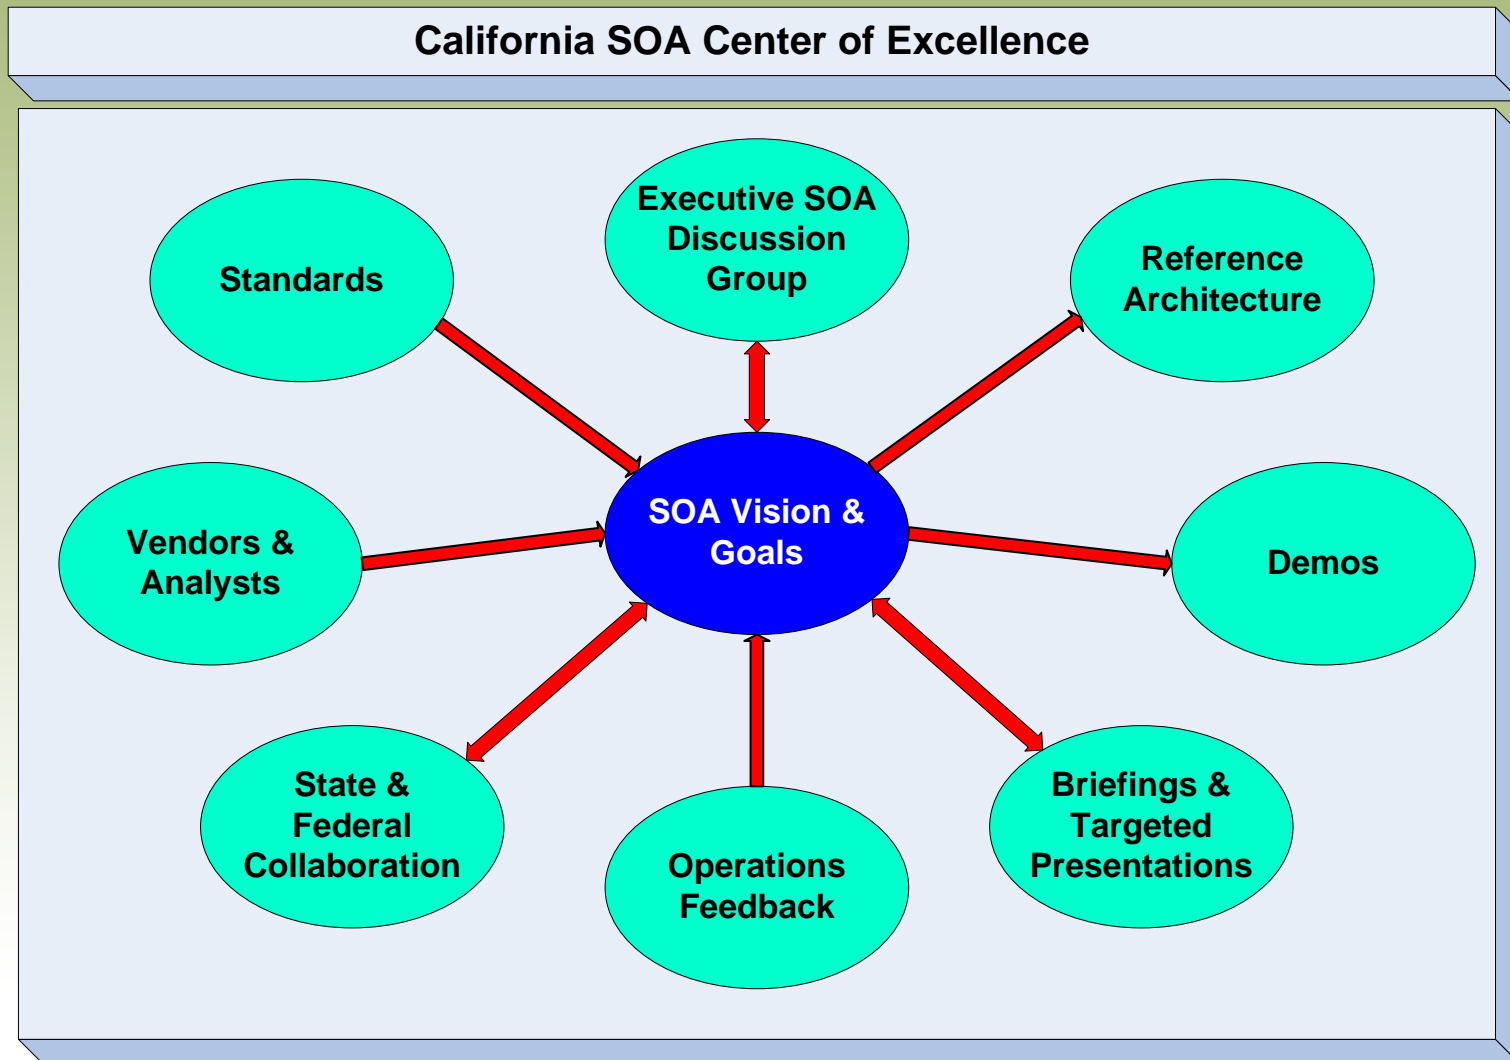 California SOA Center of Excellence
Executive SOA
Discussion
Group
Standards
Reference
Architecture
SOA Vision &
Goals
Vendors &
Analysts
Demos
State &
Federal
Collaboration
Operations
Feedback
Briefings &
Targeted
Presentations